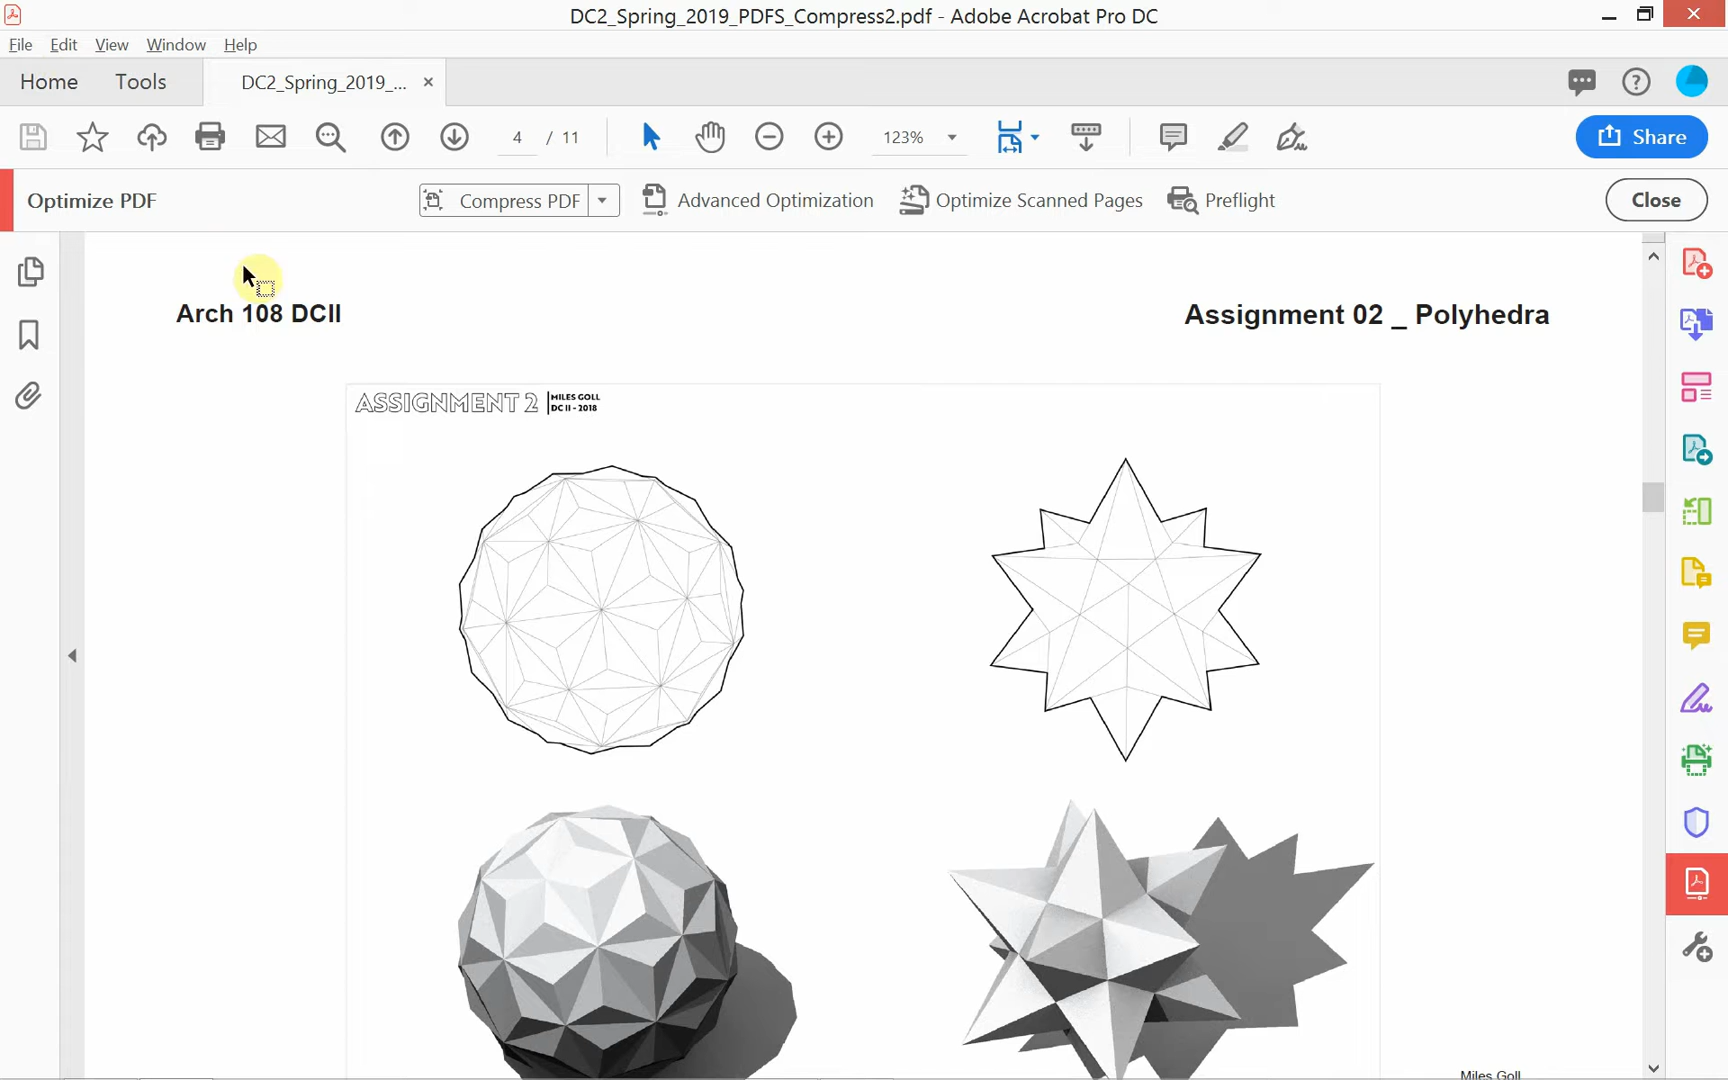 DC2_Spring_2019_PDFS_Compress2.pdf - Adobe Acrobat Pro DC
File Edit View Window Help
Home Tools DC2_Spring_2019_... ×
4 / 11 123% Share
Optimize PDF Compress PDF Advanced Optimization Optimize Scanned Pages Preflight Close
Arch 108 DCII Assignment 02 _ Polyhedra
ASSIGNMENT 2 MILES GOLL
DC II - 2018
Miles Goll